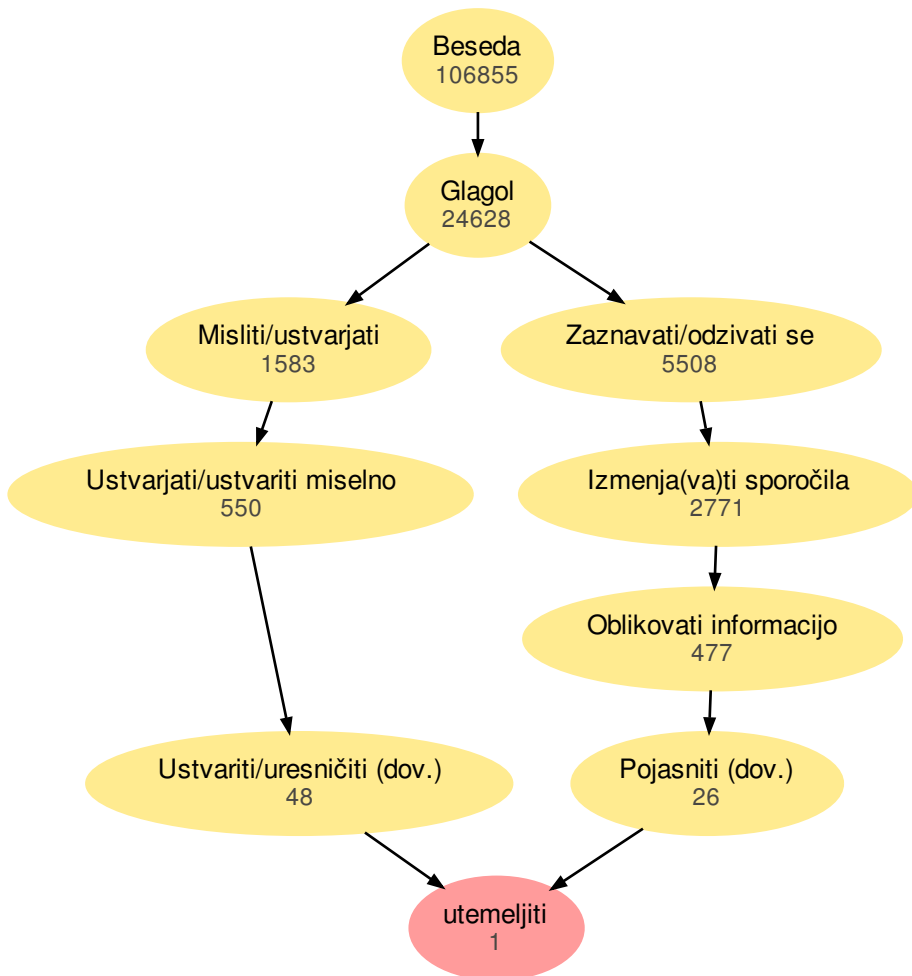 Beseda
106855
Glagol
24628
Misliti/ustvarjati
1583
Zaznavati/odzivati se
5508
Ustvarjati/ustvariti miselno
550
Izmenja(va)ti sporočila
2771
Oblikovati informacijo
477
Ustvariti/uresničiti (dov.)
48
Pojasniti (dov.)
26
utemeljiti
1